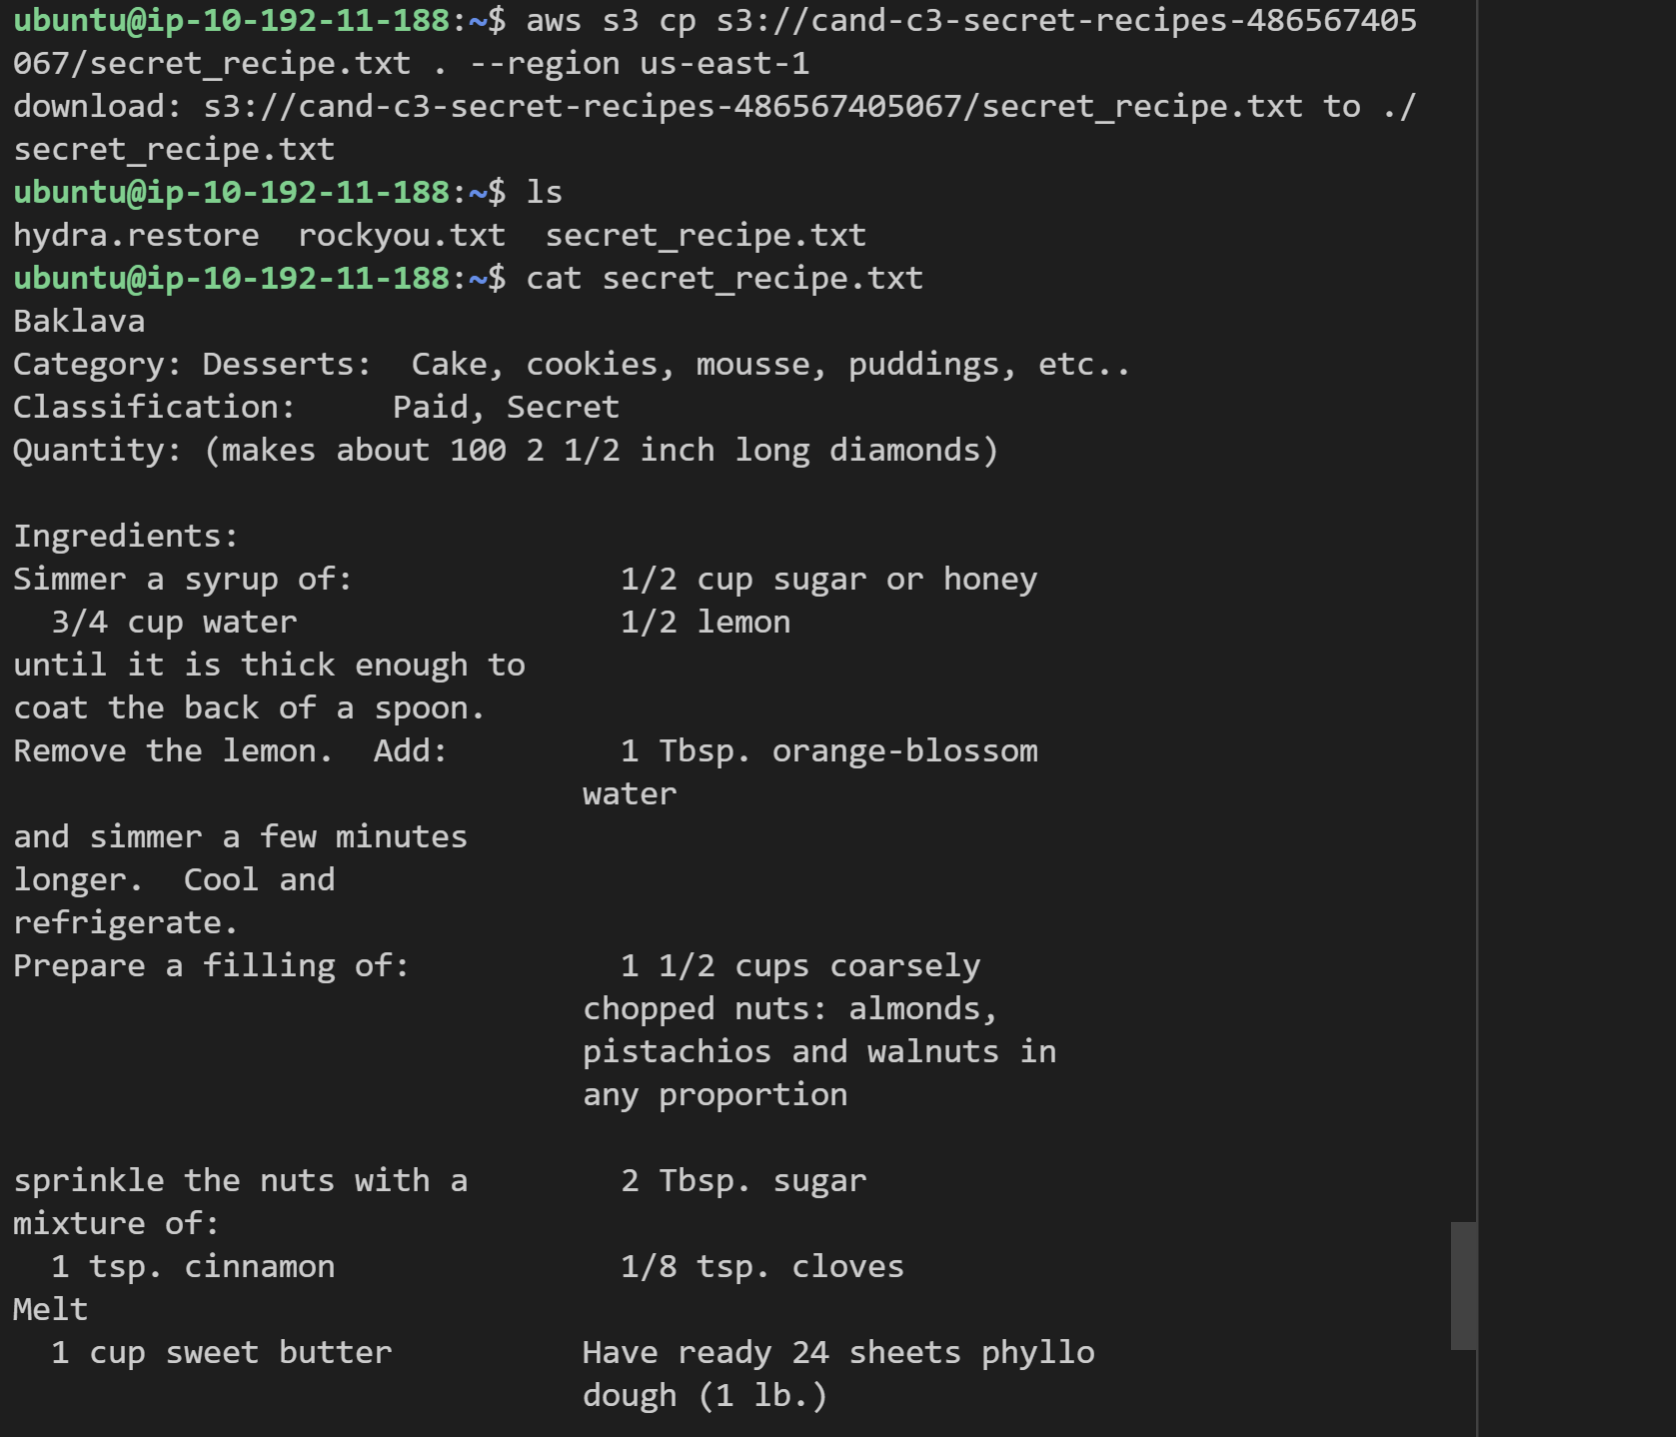 ubuntu@ip-10-192-11-188:~$ aws s3 cp s3://cand-c3-secret-recipes-486567405
067/secret_recipe.txt . --region us-east-1
download: s3://cand-c3-secret-recipes-486567405067/secret_recipe.txt to ./
secret_recipe.txt
ubuntu@ip-10-192-11-188:~$ ls
hydra.restore  rockyou.txt  secret_recipe.txt
ubuntu@ip-10-192-11-188:~$ cat secret_recipe.txt
Baklava
Category: Desserts:  Cake, cookies, mousse, puddings, etc..
Classification:     Paid, Secret
Quantity: (makes about 100 2 1/2 inch long diamonds)

Ingredients:
Simmer a syrup of:              1/2 cup sugar or honey
  3/4 cup water                 1/2 lemon
until it is thick enough to
coat the back of a spoon.
Remove the lemon.  Add:         1 Tbsp. orange-blossom
                              water
and simmer a few minutes
longer.  Cool and
refrigerate.
Prepare a filling of:           1 1/2 cups coarsely
                              chopped nuts: almonds,
                              pistachios and walnuts in
                              any proportion

sprinkle the nuts with a        2 Tbsp. sugar
mixture of:
  1 tsp. cinnamon               1/8 tsp. cloves
Melt
  1 cup sweet butter          Have ready 24 sheets phyllo
                              dough (1 lb.)